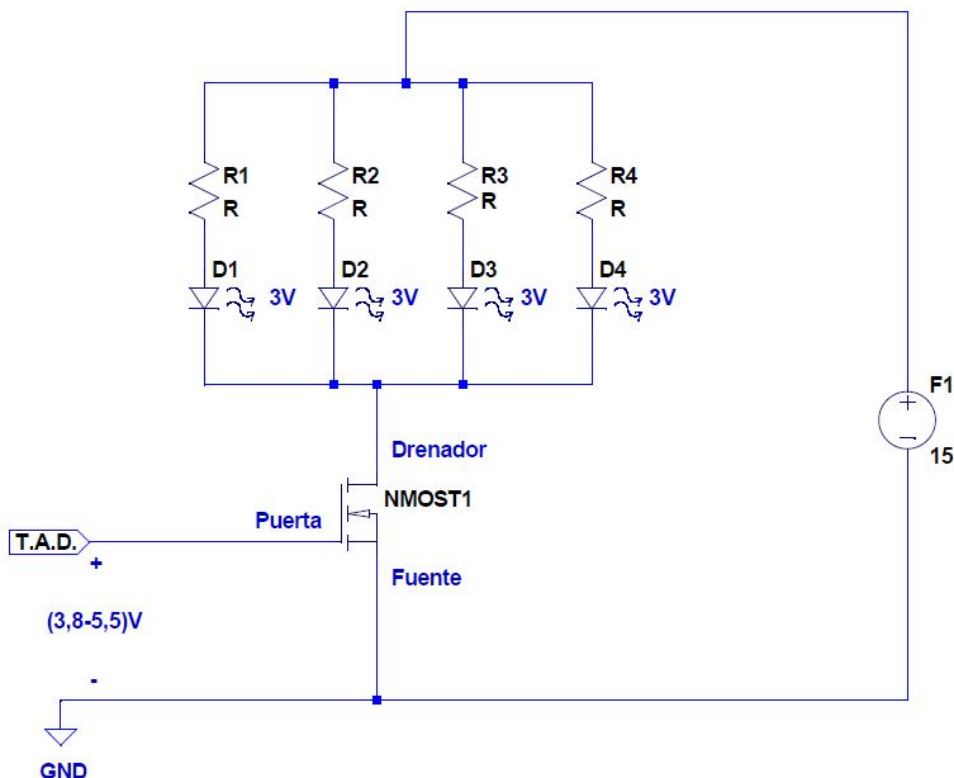 R1
R
R2
R
R3
R
R4
R
D1
3V
D2
3V
D3
3V
D4
3V
F1
15
Drenador
NMOST1
Puerta
T.A.D.
+
Fuente
(3,8-5,5)V
-
GND